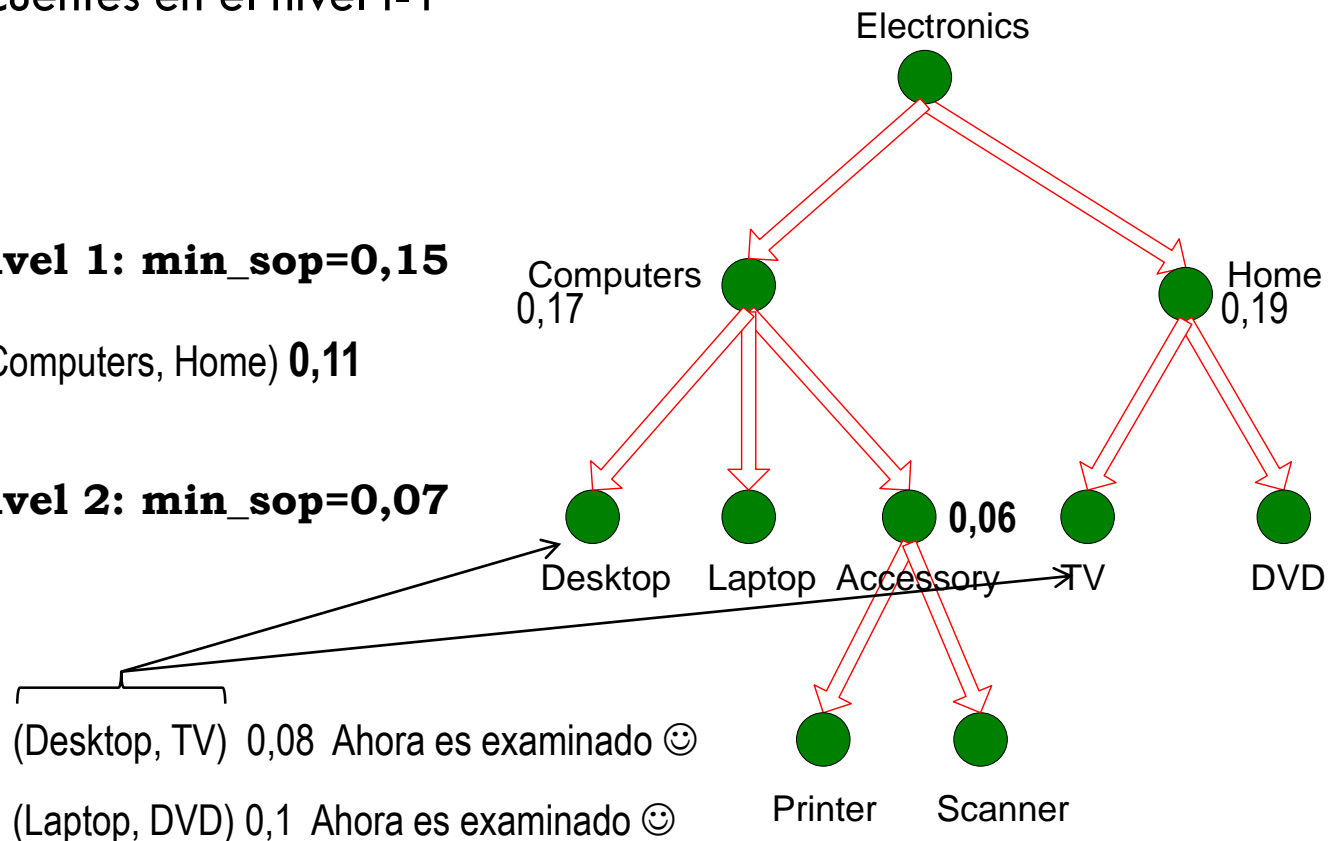 Electronics
Computers
0,17
Home
0,19
vel 1: min_sop=0,15
Computers, Home) 0,11
vel 2: min_sop=0,07
0,06
Desktop Laptop Accessory TV DVD
(Desktop, TV) 0,08 Ahora es examinado ☺
Printer Scanner
(Laptop, DVD) 0,1 Ahora es examinado ☺